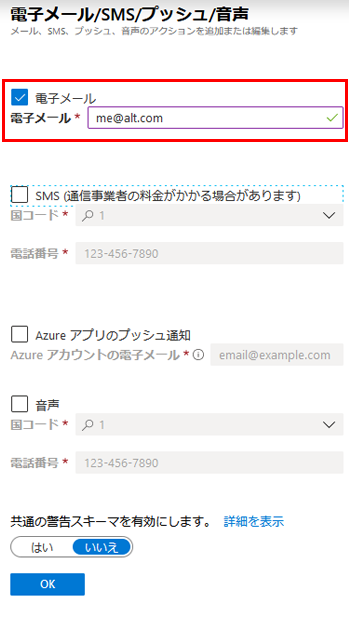 電子メール/SMS/プッシュ/音声
メール、SMS、プッシュ、音声のアクションを追加または編集します
電子メール
電子メール * me@alt.com
SMS (通信事業者の料金がかかる場合があります)
国コード * 1
電話番号 * 123-456-7890
Azure アプリのプッシュ通知
Azure アカウントの電子メール * email@example.com
音声
国コード * 1
電話番号 * 123-456-7890
共通の警告スキーマを有効にします。 詳細を表示
はい いいえ
OK